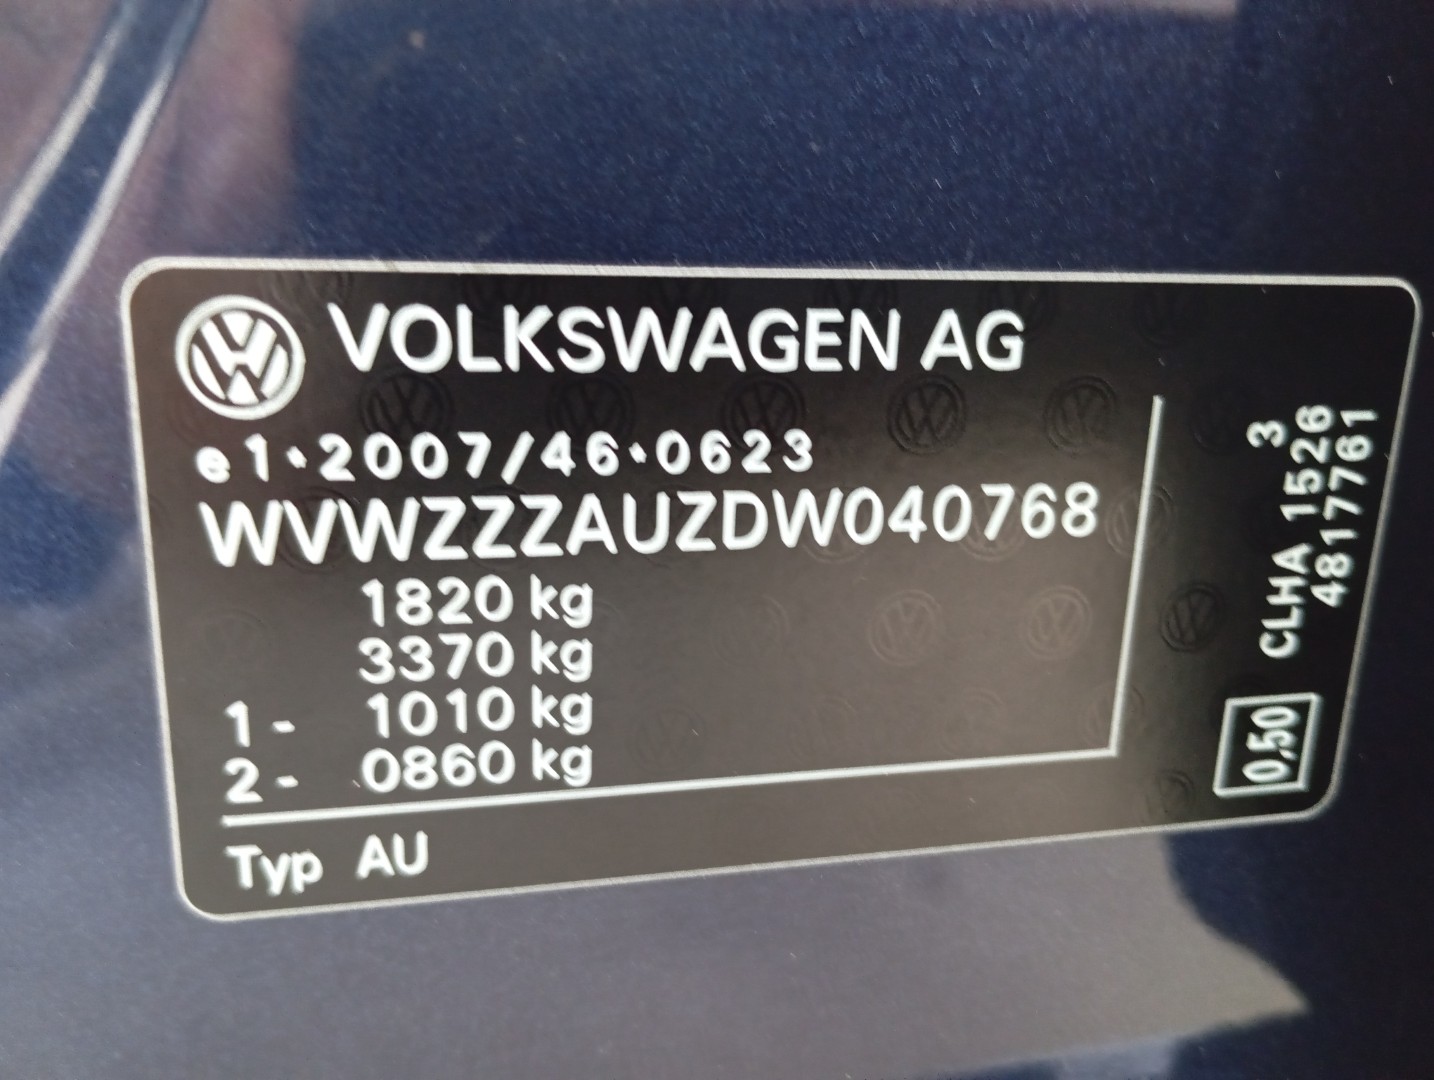 VOLKSWAGEN AG
e1*2007/46*0623
WVWZZZAUZDW040768
1820 kg
3370 kg
1- 1010 kg
2- 0860 kg
Typ AU
0,50
CLHA 1526 3
4817761